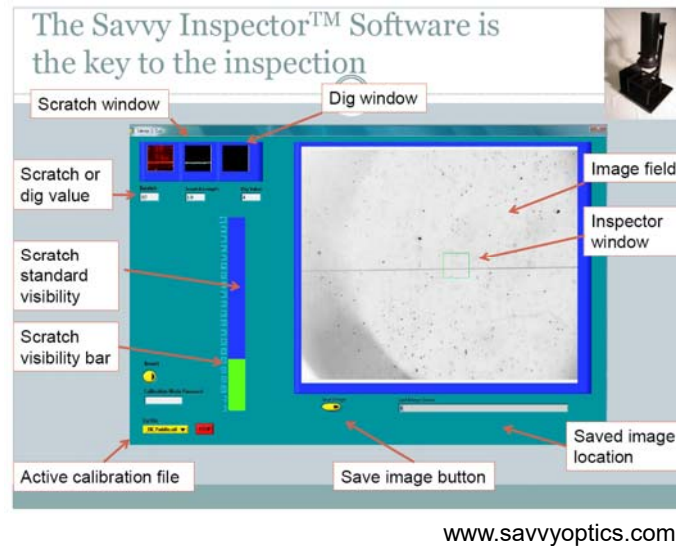 The Savvy Inspector™ Software is
the key to the inspection
Scratch window
Dig window
Scratch or
dig value
Image field
Inspector
window
Scratch
standard
visibility
Scratch
visibility bar
Active calibration file
Save image button
Saved image
location
www.savvyoptics.com